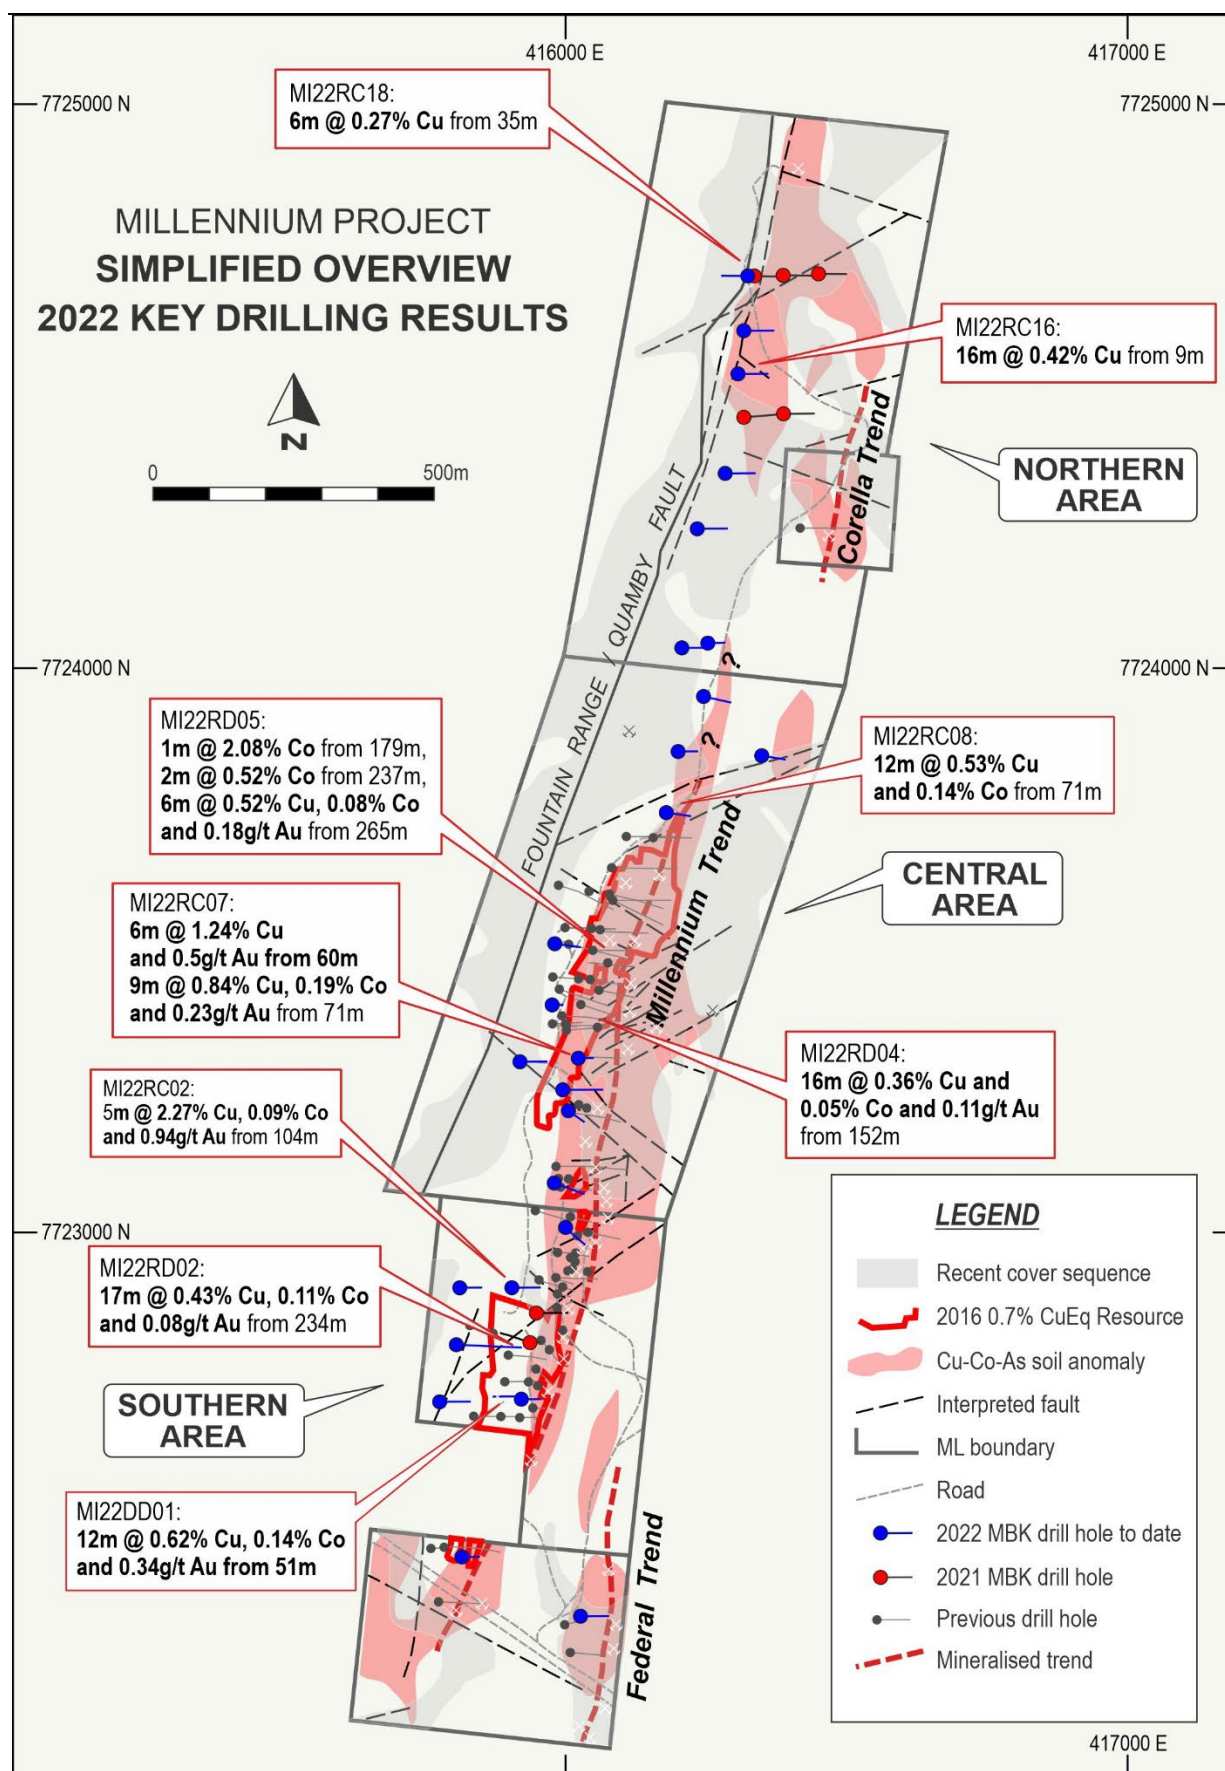 416000 E
417000 E
7725000 N
7725000 N
MI22RC18:
6m @ 0.27% Cu from 35m
MILLENNIUM PROJECT
SIMPLIFIED OVERVIEW
2022 KEY DRILLING RESULTS
N
0
500m
MI22RC16:
16m @ 0.42% Cu from 9m
NORTHERN
AREA
Corella Trend
FOUNTAIN RANGE / QUAMBY FAULT
7724000 N
7724000 N
?
?
MI22RD05:
1m @ 2.08% Co from 179m,
2m @ 0.52% Co from 237m,
6m @ 0.52% Cu, 0.08% Co
and 0.18g/t Au from 265m
MI22RC08:
12m @ 0.53% Cu
and 0.14% Co from 71m
Millennium Trend
CENTRAL
AREA
MI22RC07:
6m @ 1.24% Cu
and 0.5g/t Au from 60m
9m @ 0.84% Cu, 0.19% Co
and 0.23g/t Au from 71m
MI22RD04:
16m @ 0.36% Cu and
0.05% Co and 0.11g/t Au
from 152m
MI22RC02:
5m @ 2.27% Cu, 0.09% Co
and 0.94g/t Au from 104m
7723000 N
MI22RD02:
17m @ 0.43% Cu, 0.11% Co
and 0.08g/t Au from 234m
SOUTHERN
AREA
MI22DD01:
12m @ 0.62% Cu, 0.14% Co
and 0.34g/t Au from 51m
Federal Trend
LEGEND
Recent cover sequence
2016 0.7% CuEq Resource
Cu-Co-As soil anomaly
Interpreted fault
ML boundary
Road
2022 MBK drill hole to date
2021 MBK drill hole
Previous drill hole
Mineralised trend
417000 E